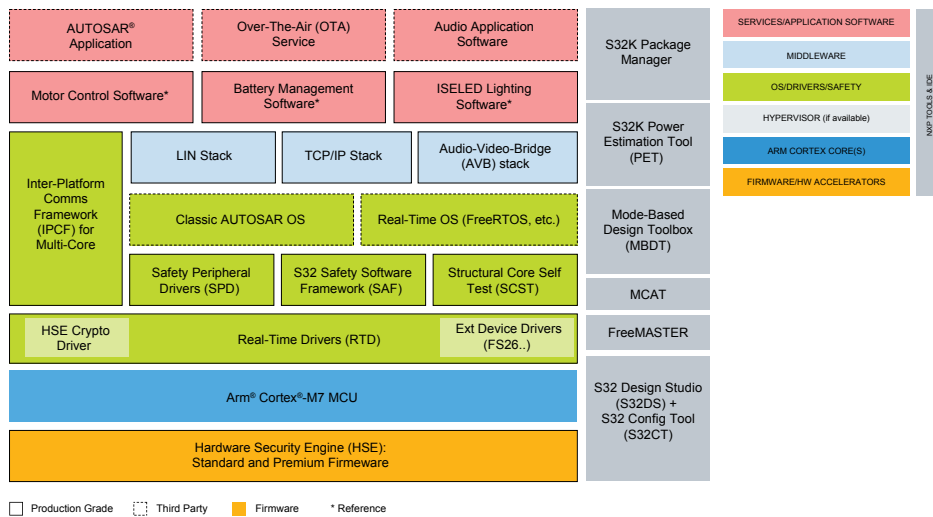 AUTOSAR®
Application
Over-The-Air (OTA)
Service
Audio Application
Software
Motor Control Software*
Battery Management
Software*
ISELED Lighting
Software*
Inter-Platform
Comms
Framework
(IPCF) for
Multi-Core
LIN Stack
TCP/IP Stack
Audio-Video-Bridge
(AVB) stack
Classic AUTOSAR OS
Real-Time OS (FreeRTOS, etc.)
Safety Peripheral
Drivers (SPD)
S32 Safety Software
Framework (SAF)
Structural Core Self
Test (SCST)
HSE Crypto
Driver
Real-Time Drivers (RTD)
Ext Device Drivers
(FS26..)
Arm® Cortex®-M7 MCU
Hardware Security Engine (HSE):
Standard and Premium Firmeware
S32K Package
Manager
S32K Power
Estimation Tool
(PET)
Mode-Based
Design Toolbox
(MBDT)
MCAT
FreeMASTER
S32 Design Studio
(S32DS) +
S32 Config Tool
(S32CT)
SERVICES/APPLICATION SOFTWARE
MIDDLEWARE
OS/DRIVERS/SAFETY
HYPERVISOR (if available)
ARM CORTEX CORE(S)
FIRMWARE/HW ACCELERATORS
NXP TOOLS & IDE
Production Grade
Third Party
Firmware
* Reference